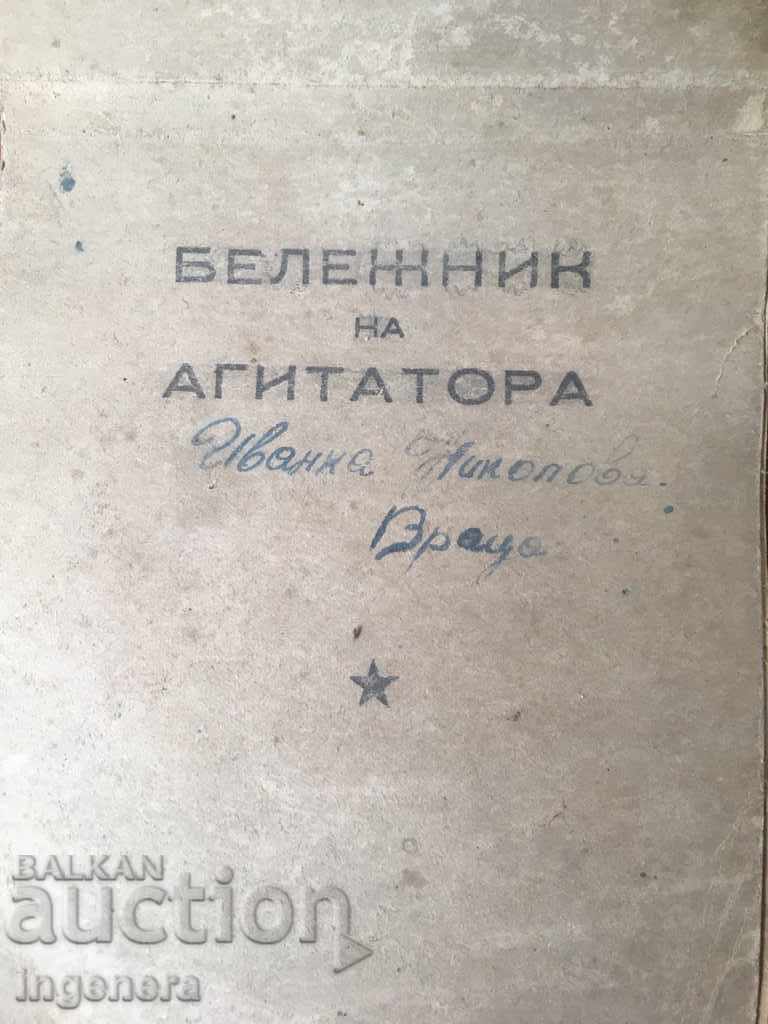 БЕЛЕЖНИК
НА
АГИТАТОРА
Иванка Николова
Враца
BALKAN
auction
ingenera